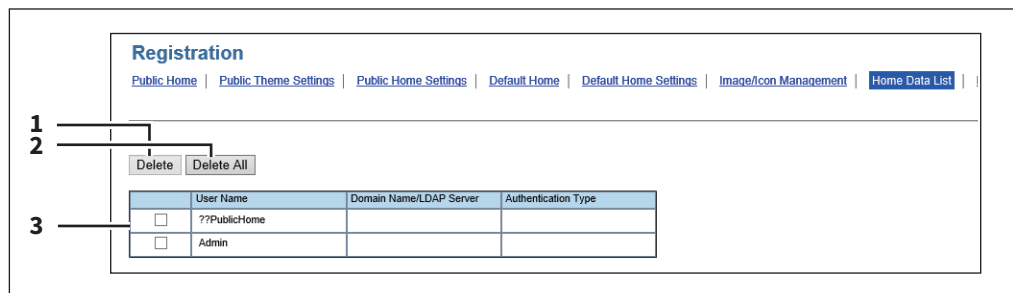 Registration
Public Home | Public Theme Settings | Public Home Settings | Default Home | Default Home Settings | Image/Icon Management | Home Data List |
1
2
Delete Delete All
User Name Domain Name/LDAP Server Authentication Type
3
??PublicHome
Admin